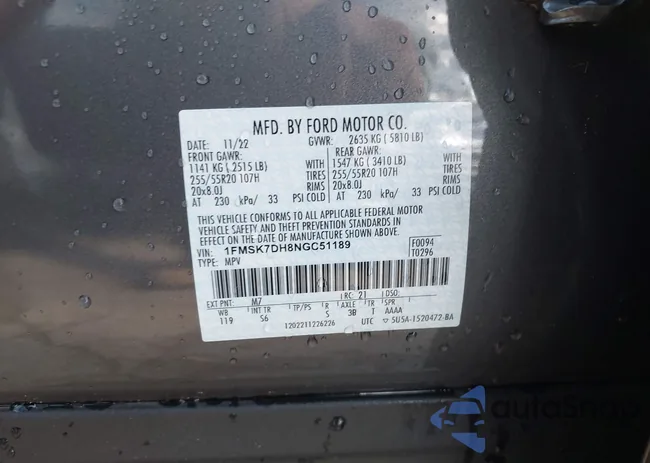 MFD. BY FORD MOTOR CO.
DATE: 11/22 GVWR: 2635 KG ( 5810 LB)
FRONT GAWR: REAR GAWR:
1141 KG ( 2515 LB) WITH 1547 KG ( 3410 LB) WITH
255/55R20 107H TIRES 255/55R20 107H TIRES
20x8.0J RIMS 20x8.0J RIMS
AT 230 kPa/ 33 PSI COLD AT 230 kPa/ 33 PSI COLD
THIS VEHICLE CONFORMS TO ALL APPLICABLE FEDERAL MOTOR
VEHICLE SAFETY AND THEFT PREVENTION STANDARDS IN
EFFECT ON THE DATE OF MANUFACTURE SHOWN ABOVE.
VIN: 1FMSK7DH8NGC51189 F0094
TYPE: MPV T0296
EXT PNT: M7 RC: 21 DSO:
WB INT TR TP/PS R AXLE TR SPR
119 S6 S 3B T AAAA
1202211226226 UTC 5U5A-1520472-BA
autoSnap